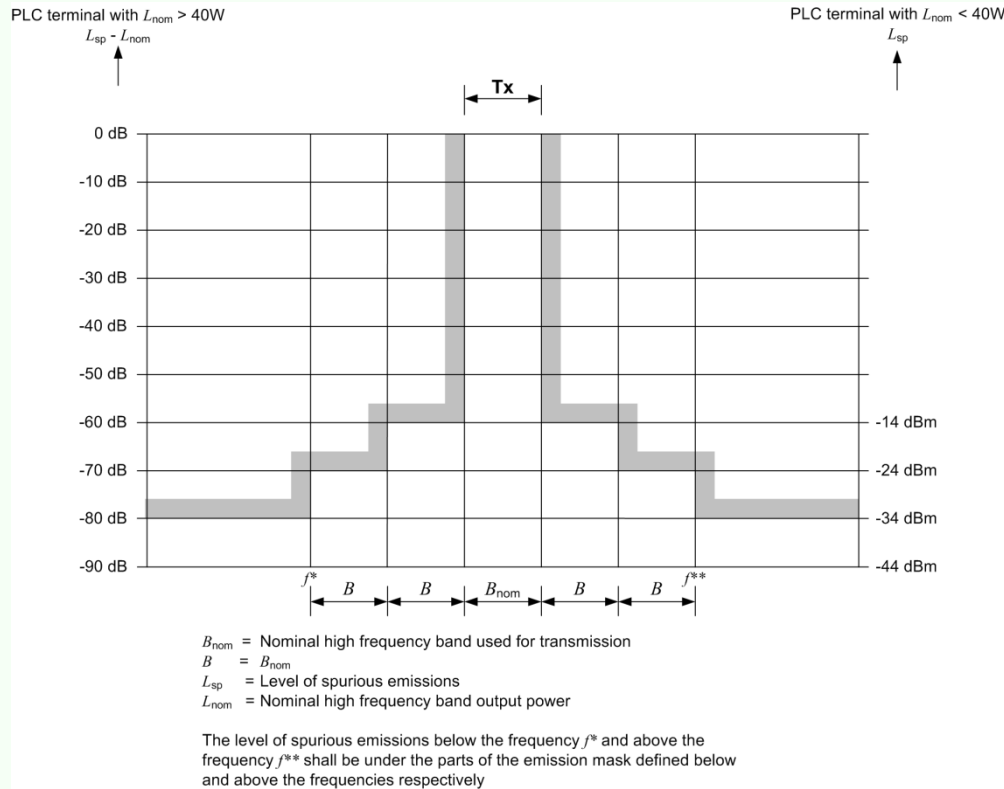 PLC terminal with Lnom > 40W
PLC terminal with Lnom < 40W
Lsp - Lnom
Lsp
Tx
0 dB
-10 dB
-20 dB
-30 dB
-40 dB
-50 dB
-60 dB
-14 dBm
-70 dB
-24 dBm
-80 dB
-34 dBm
-90 dB
-44 dBm
f*
B
B
Bnom
B
B
f**
Bnom = Nominal high frequency band used for transmission
B = Bnom
Lsp = Level of spurious emissions
Lnom = Nominal high frequency band output power
The level of spurious emissions below the frequency f* and above the
frequency f** shall be under the parts of the emission mask defined below
and above the frequencies respectively